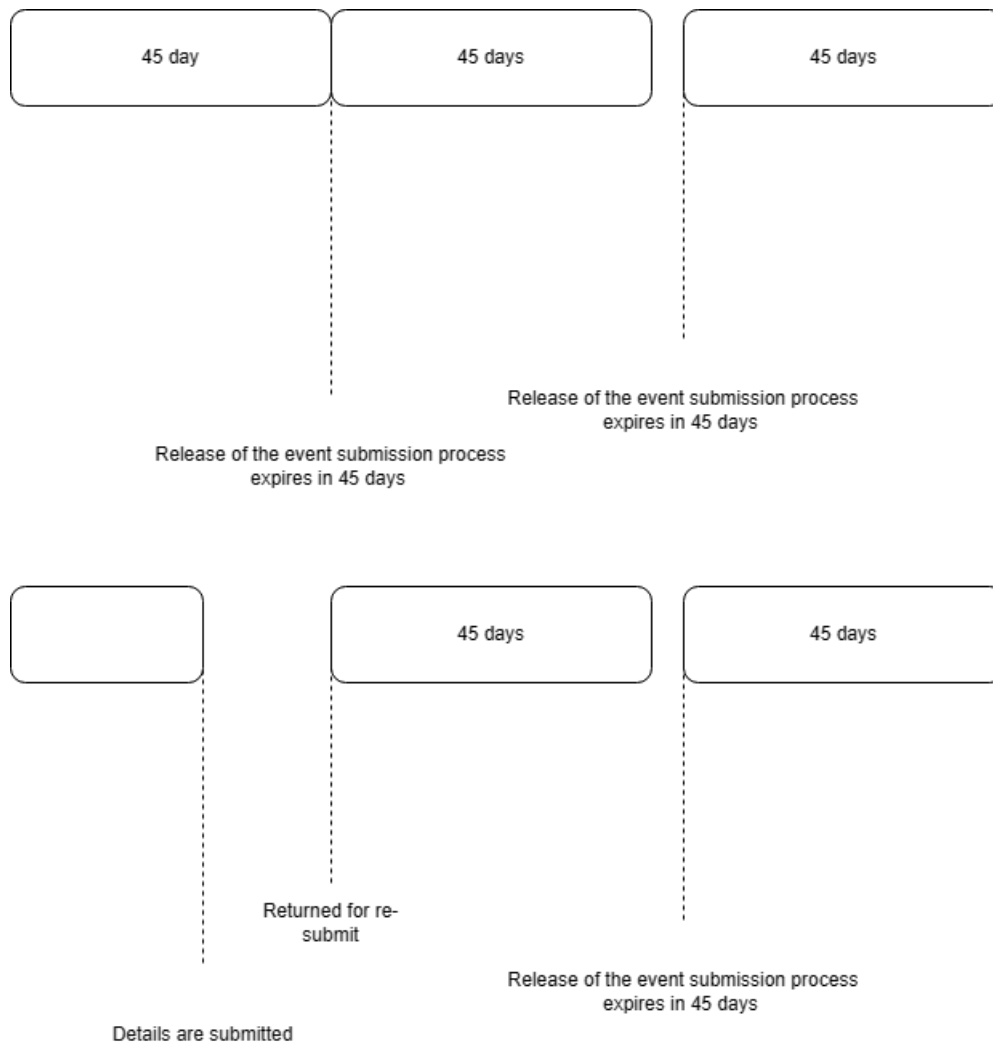 45 day
45 days
45 days
Release of the event submission process
expires in 45 days
Release of the event submission process
expires in 45 days
45 days
45 days
Returned for re-
submit
Release of the event submission process
expires in 45 days
Details are submitted